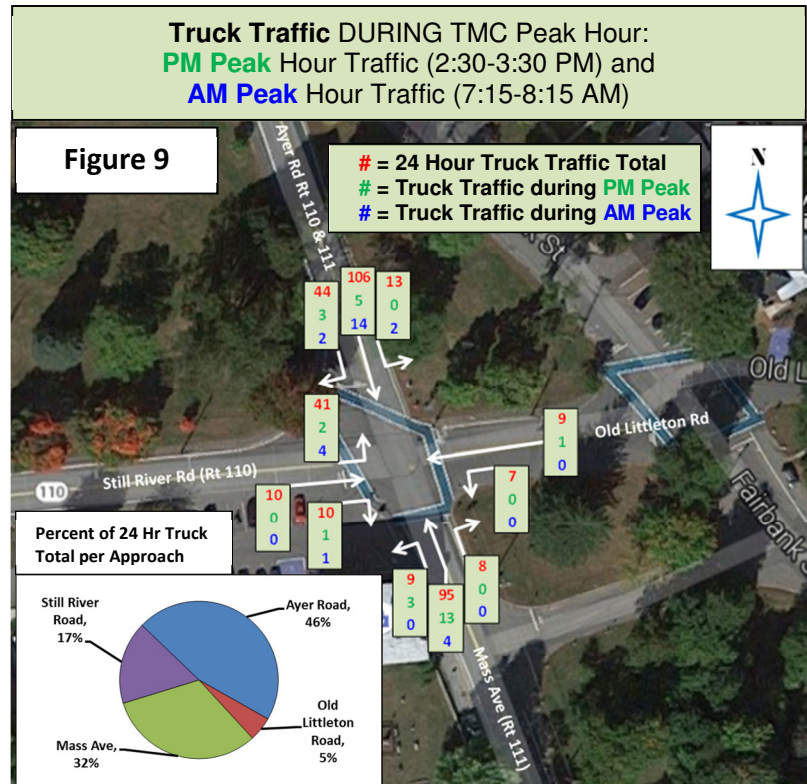 Truck Traffic DURING TMC Peak Hour:
PM Peak Hour Traffic (2:30-3:30 PM) and
AM Peak Hour Traffic (7:15-8:15 AM)
Figure 9
Ayer Rd Rt 110 & 111
# = 24 Hour Truck Traffic Total
# = Truck Traffic during PM Peak
# = Truck Traffic during AM Peak
N
St
44
3
2
106
5
14
13
0
2
41
2
4
Old L
Old Littleton Rd
9
1
0
Still River Rd (Rt 110)
110
7
0
0
10
0
0
10
1
1
Fairbank S
9
3
0
95
13
4
8
0
0
Mass Ave (Rt 111)
Percent of 24 Hr Truck
Total per Approach
Still River
Road,
17%
Ayer Road,
46%
Old
Littleton
Road,
5%
Mass Ave,
32%